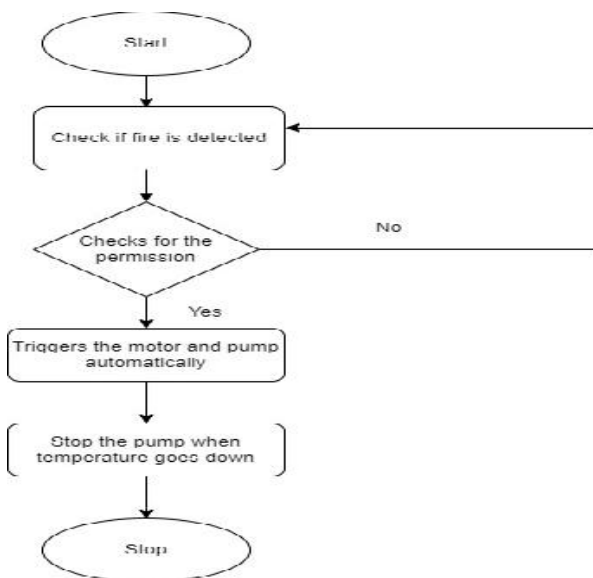 Start
Check if fire is detected
Checks for the
permission
No
Yes
Triggers the motor and pump
automatically
Stop the pump when
temperature goes down
Stop